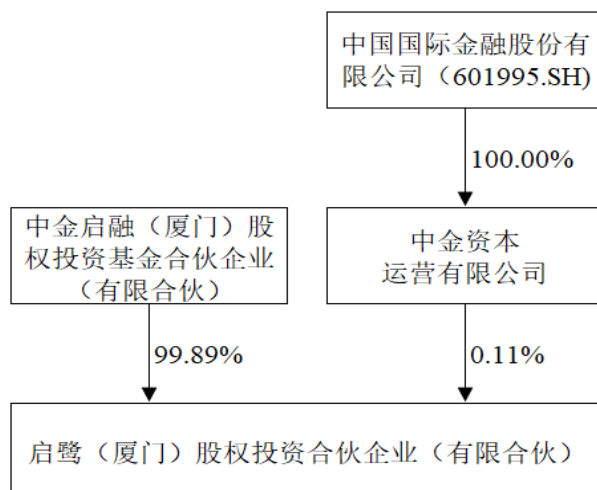 中国国际金融股份有
限公司（601995.SH)
100.00%
中金启融（厦门）股
权投资基金合伙企业
（有限合伙）
中金资本
运营有限公司
99.89%
0.11%
启鹭（厦门）股权投资合伙企业（有限合伙）